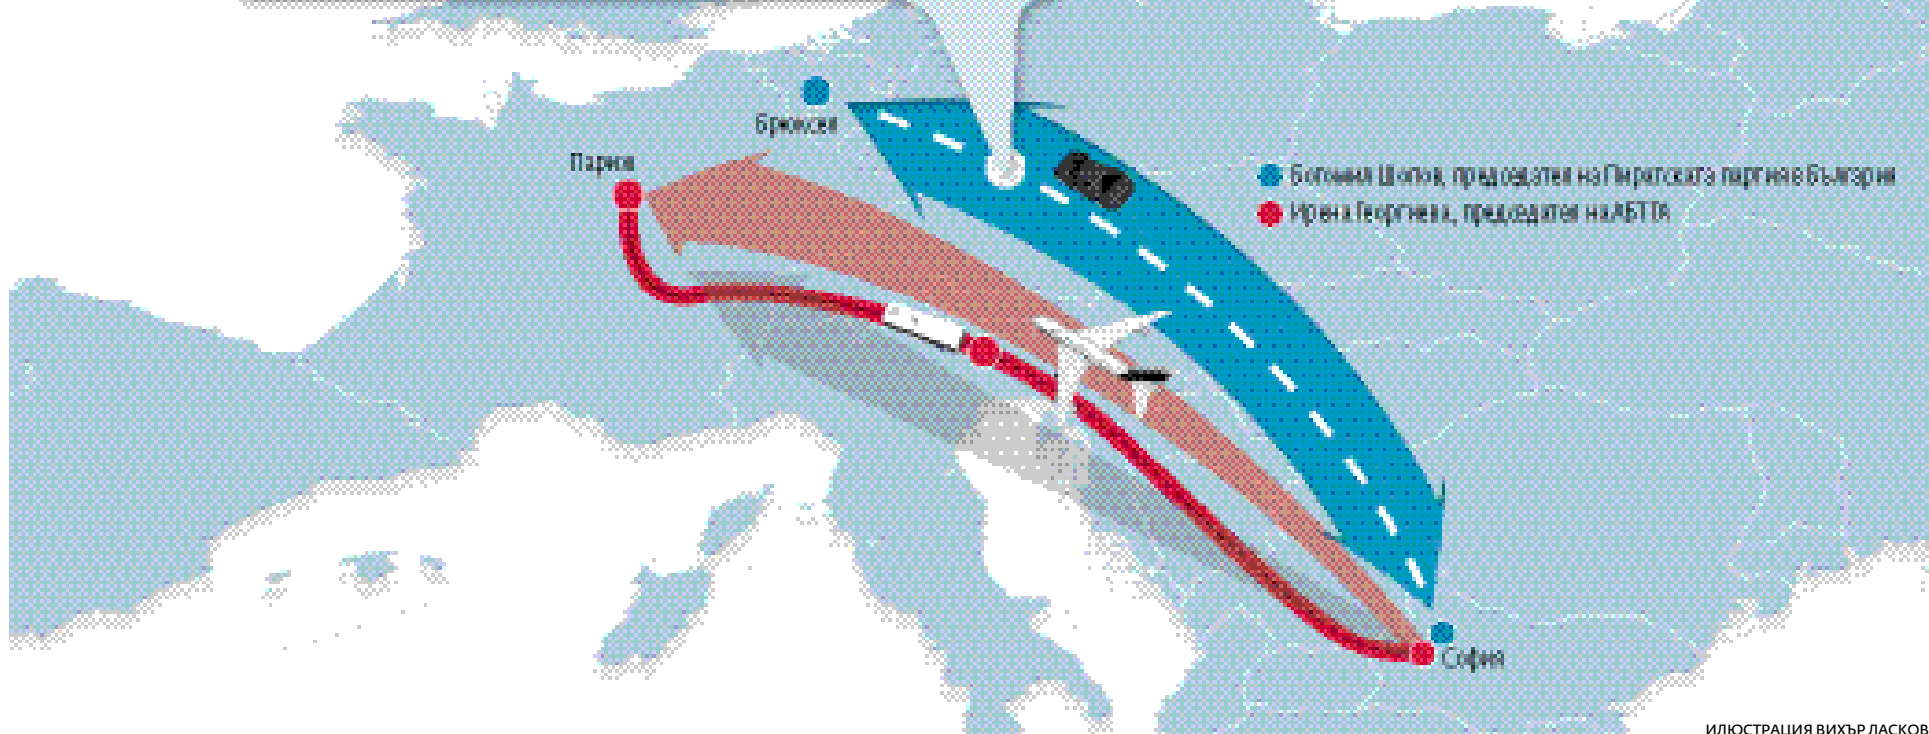 Брюксел
Париж
Богомил Шопов, председател на Пиратската партия в България
Ирена Георгиева, председател на АБТТА
София
ИЛЮСТРАЦИЯ ВИХЪР ЛАСКОВ